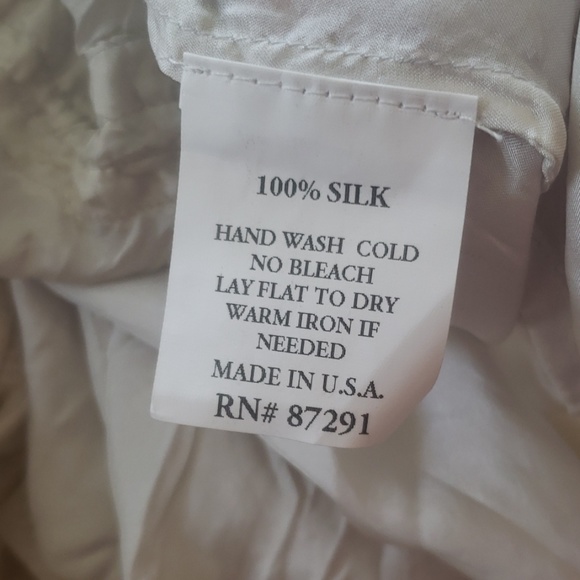 100% SILK
HAND WASH COLD
NO BLEACH
LAY FLAT TO DRY
WARM IRON IF
NEEDED
MADE IN U.S.A.
RN# 87291